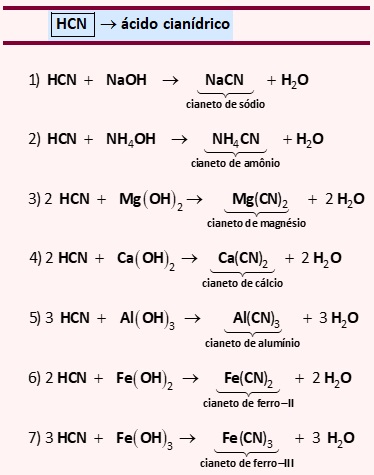 HCN → ácido cianídrico
1) HCN + NaOH → NaCN + H₂O
cianeto de sódio
2) HCN + NH₄OH → NH₄CN + H₂O
cianeto de amônio
3) 2 HCN + Mg(OH)₂ → Mg(CN)₂ + 2 H₂O
cianeto de magnésio
4) 2 HCN + Ca(OH)₂ → Ca(CN)₂ + 2 H₂O
cianeto de cálcio
5) 3 HCN + Al(OH)₃ → Al(CN)₃ + 3 H₂O
cianeto de alumínio
6) 2 HCN + Fe(OH)₂ → Fe(CN)₂ + 2 H₂O
cianeto de ferro–II
7) 3 HCN + Fe(OH)₃ → Fe(CN)₃ + 3 H₂O
cianeto de ferro–III